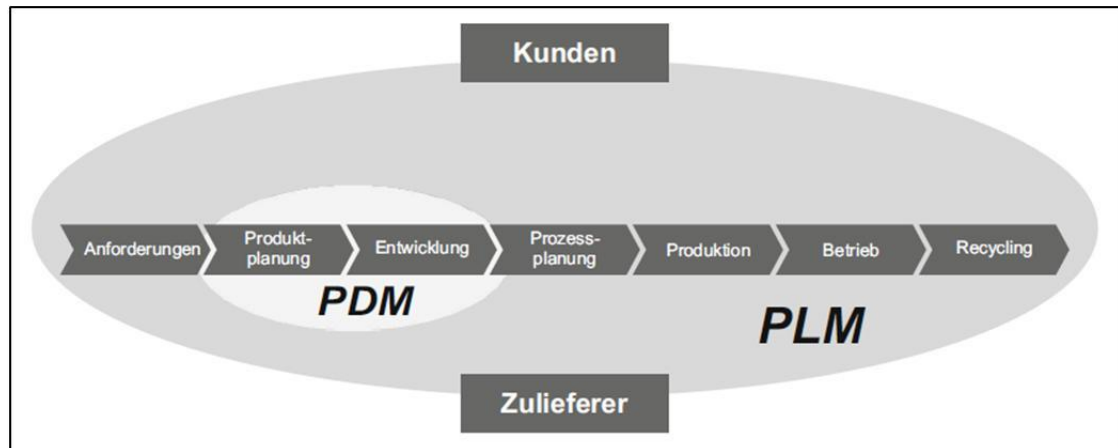 Kunden
Anforderungen
Produkt-
planung
Entwicklung
Prozess-
planung
Produktion
Betrieb
Recycling
PDM
PLM
Zulieferer